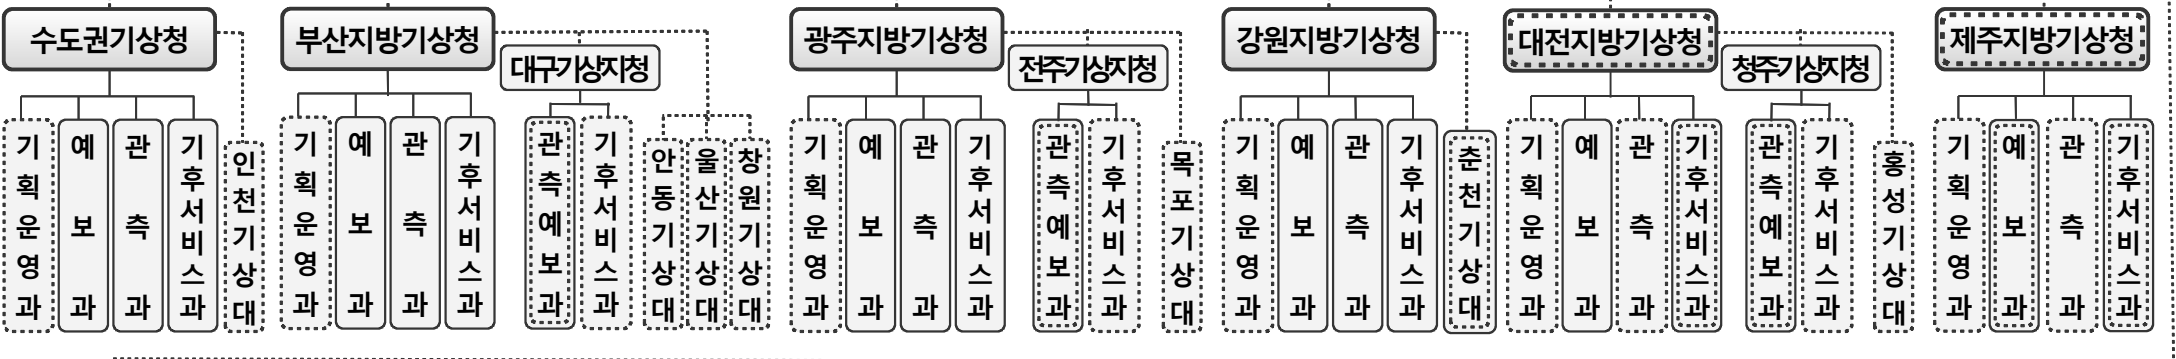 수도권기상청
기획운영과
예보과
관측과
기후서비스과
인천기상대
부산지방기상청
기획운영과
예보과
관측과
기후서비스과
대구기상지청
관측예보과
기후서비스과
안동기상대
울산기상대
창원기상대
광주지방기상청
기획운영과
예보과
관측과
기후서비스과
전주기상지청
관측예보과
기후서비스과
목포기상대
강원지방기상청
기획운영과
예보과
관측과
기후서비스과
춘천기상대
대전지방기상청
기획운영과
예보과
관측과
기후서비스과
청주기상지청
관측예보과
기후서비스과
홍성기상대
제주지방기상청
기획운영과
예보과
관측과
기후서비스과